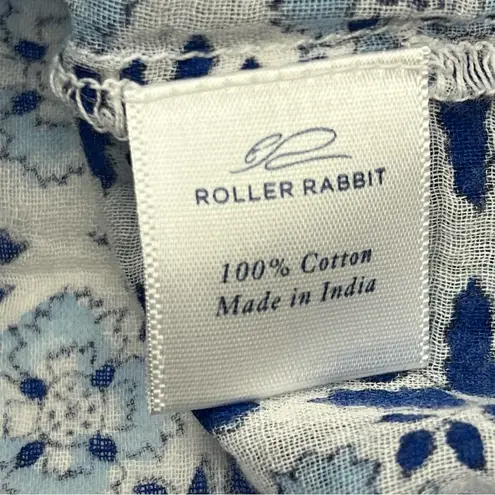 ROLLER RABBIT
100% Cotton
Made in India